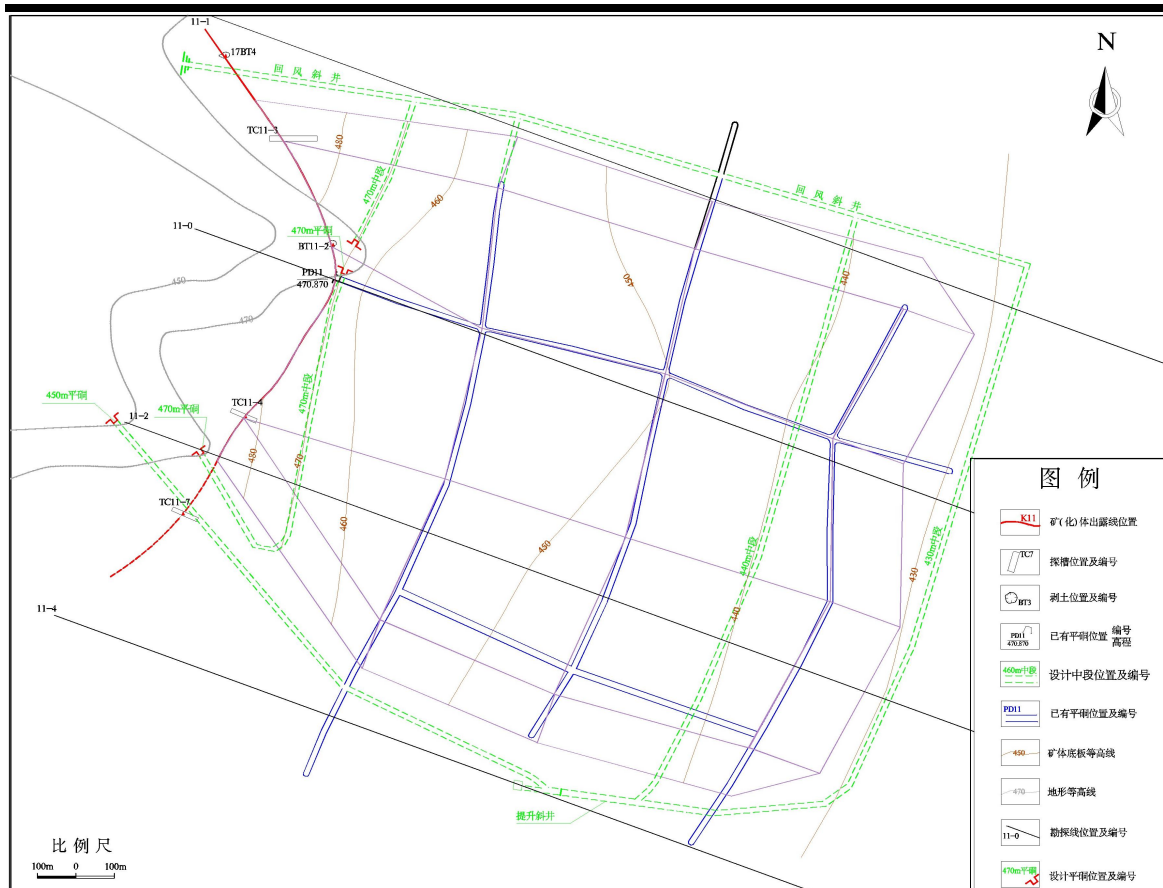 11-1
17BT4
N
回风斜井
TC11-3
480
470m中段
460
回风斜井
11-0
470m平硐
BT11-2
PD11
470.870
450
440
450
470
470m中段
450m平硐
11-2
470m平硐
TC11-4
480
470
TC11-7
460
450
440m中段
430m中段
430
440
11-4
提升斜井
比例尺
100m 0 100m
图例
K11 矿(化)体出露线位置
TC7 探槽位置及编号
BT3 剥土位置及编号
PD11 470.870 已有平硐位置 编号 高程
460m中段 设计中段位置及编号
PD11 已有平硐位置及编号
450 矿体底板等高线
470 地形等高线
11-0 勘探线位置及编号
470m平硐 设计平硐位置及编号